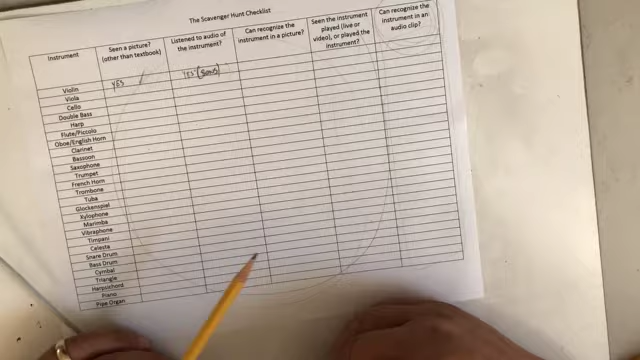 The Scavenger Hunt Checklist
Instrument
Seen a picture?
(other than textbook)
Listened to audio of
the instrument?
Can recognize the
instrument in a picture?
Seen the instrument
played (live or
video), or played the
instrument?
Can recognize the
instrument in an
audio clip?
Violin YES YES (SONG)
Viola
Cello
Double Bass
Harp
Flute/Piccolo
Oboe/English Horn
Clarinet
Bassoon
Saxophone
Trumpet
French Horn
Trombone
Tuba
Glockenspiel
Xylophone
Marimba
Vibraphone
Timpani
Celeste
Snare Drum
Bass Drum
Cymbal
Triangle
Harpsichord
Piano
Pipe Organ